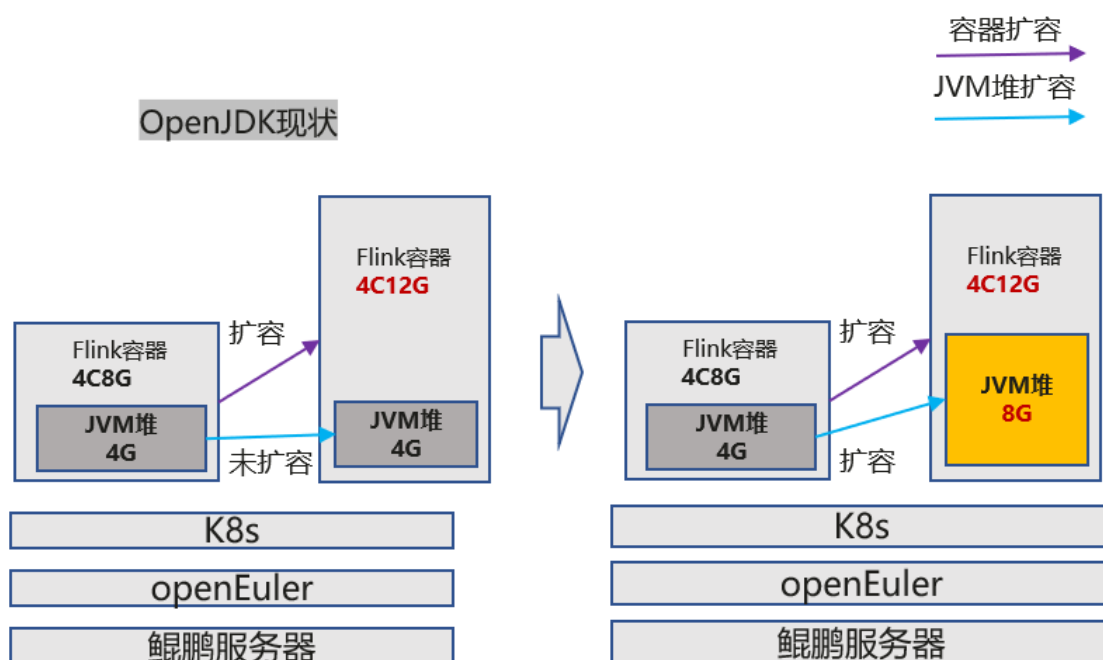 容器扩容
JVM堆扩容
OpenJDK现状
Flink容器
4C8G
JVM堆
4G
扩容
未扩容
Flink容器
4C12G
JVM堆
4G
K8s
openEuler
鲲鹏服务器
Flink容器
4C8G
JVM堆
4G
扩容
扩容
Flink容器
4C12G
JVM堆
8G
K8s
openEuler
鲲鹏服务器